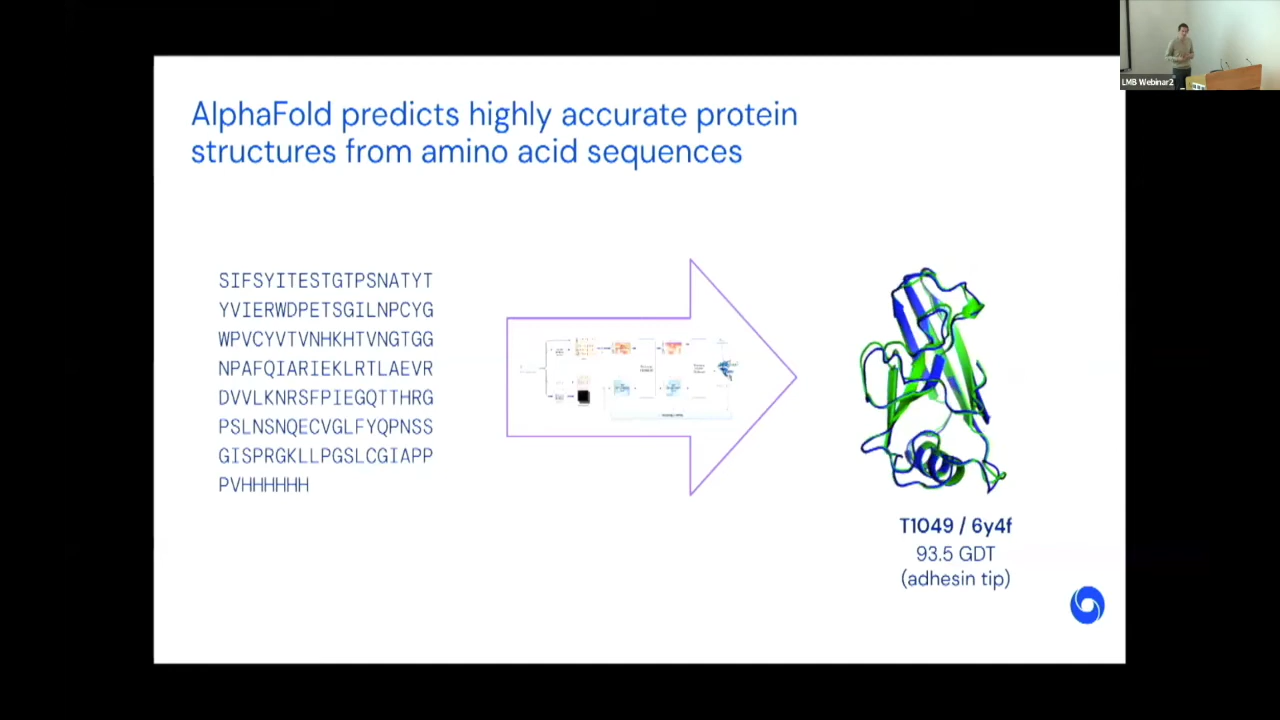 AlphaFold predicts highly accurate protein
structures from amino acid sequences
SIFSYITESTGTPSNATYT
YVIERWDPETSGILNPCYG
WPVCYVTVNHKHTVNGTGG
NPAFQIARIEKLRTLAEVR
DVVLKNRSFPIEGQTTHRG
PSLNSNQECVGLFYQPNSS
GISPRGKLLPGSLCGIAPP
PVHHHHHH
T1049 / 6y4f
93.5 GDT
(adhesin tip)
LMB Webinar2